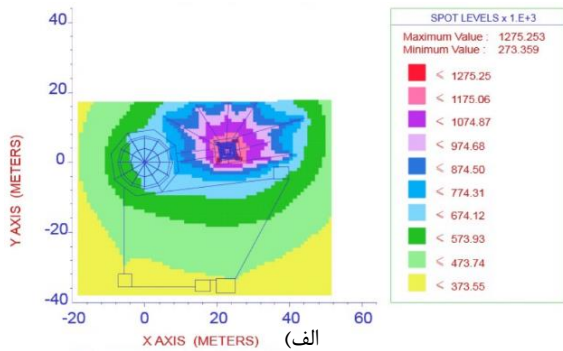 40
20
0
-20
-40
Y AXIS (METERS)
-20 0 20 40 60
X AXIS (METERS)
الف)
SPOT LEVELS x 1.E+3
Maximum Value : 1275.253
Minimum Value : 273.359
< 1275.25
< 1175.06
< 1074.87
< 974.68
< 874.50
< 774.31
< 674.12
< 573.93
< 473.74
< 373.55